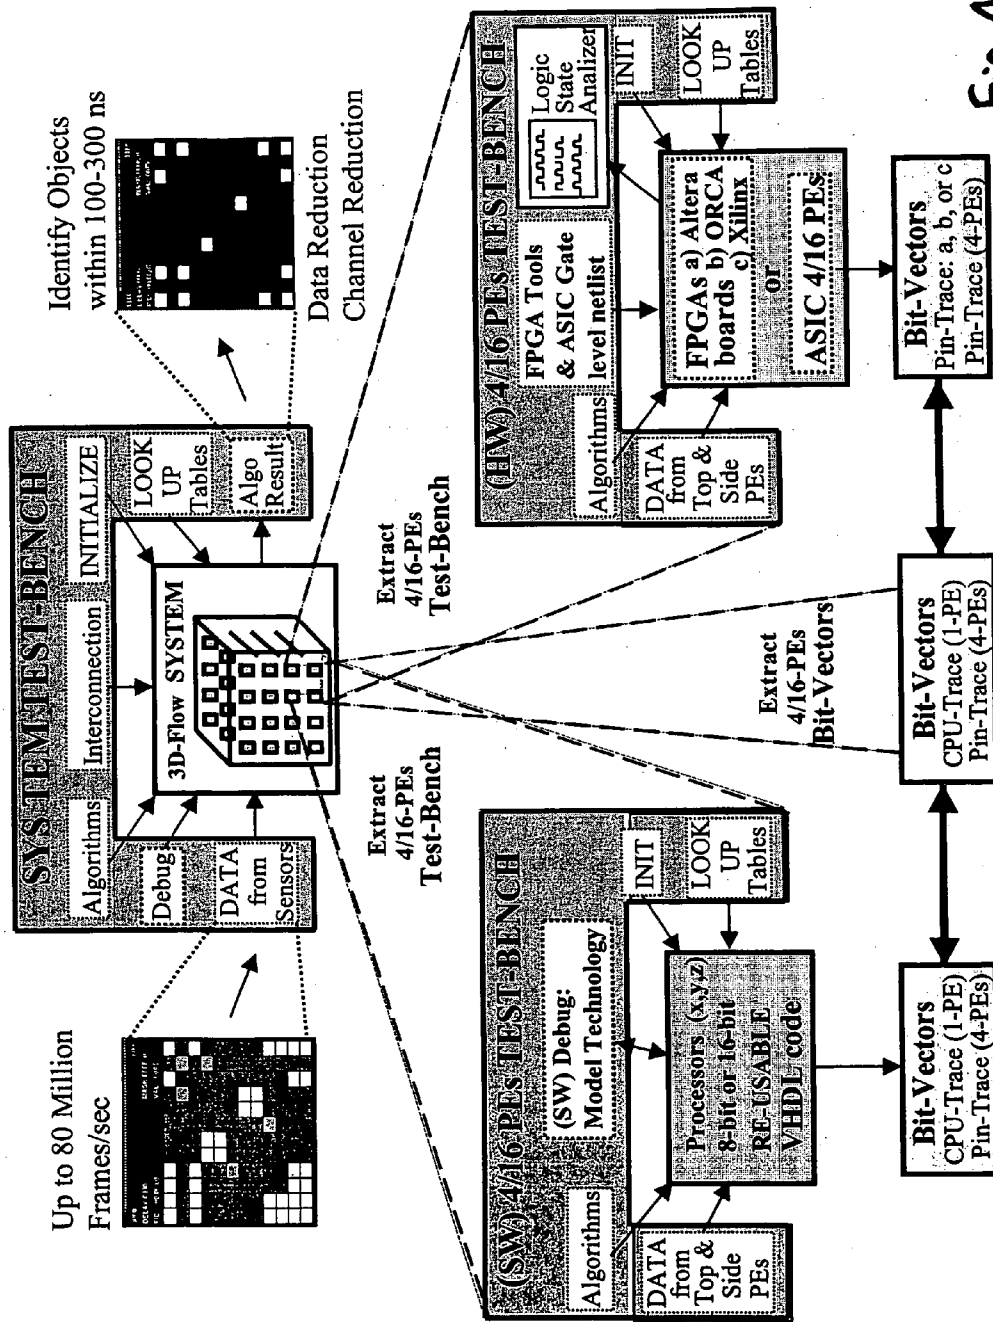 Up to 80 Million
Frames/sec
SYSTEM TEST-BENCH
Algorithms
Interconnection
INITIALIZE
Debug
DATA
from
Sensors
3D-Flow SYSTEM
LOOK
UP
Tables
Algo
Result
Identify Objects
within 100-300 ns
Data Reduction
Channel Reduction
Extract
4/16-PEs
Test-Bench
Extract
4/16-PEs
Test-Bench
Extract
4/16-PEs
Bit-Vectors
(SW) 4/16 PEs TEST-BENCH
Algorithms
(SW) Debug:
Model Technology
INIT
LOOK
UP
Tables
DATA
from
Top &
Side
PEs
Processors (x,y,z)
8-bit or 16-bit
RE-USABLE
VHDL code
Bit-Vectors
CPU-Trace (1-PE)
Pin-Trace (4-PEs)
Bit-Vectors
CPU-Trace (1-PE)
Pin-Trace (4-PEs)
(HW) 4/16 PEs TEST-BENCH
Algorithms
FPGA Tools
& ASIC Gate
level netlist
Logic
State
Analizer
INIT
LOOK
UP
Tables
DATA
from
Top &
Side
PEs
FPGAs a) Altera
boards b) ORCA
c) Xilinx
or
ASIC 4/16 PEs
Bit-Vectors
Pin-Trace: a, b, or c
Pin-Trace (4-PEs)